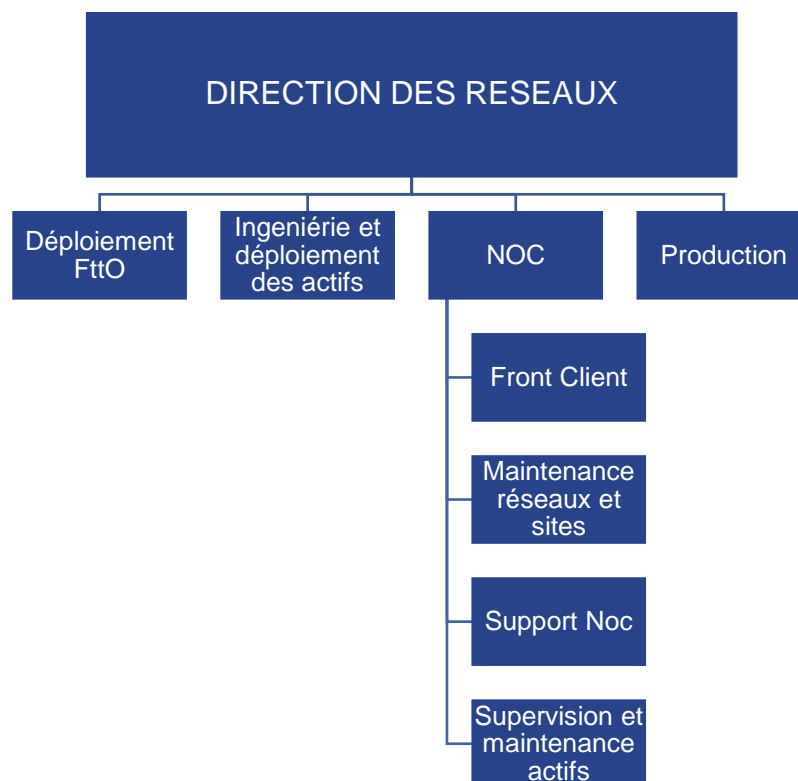 DIRECTION DES RESEAUX
Déploiement
FttO
Ingeniérie et
déploiement
des actifs
NOC
Production
Front Client
Maintenance
réseaux et
sites
Support Noc
Supervision et
maintenance
actifs